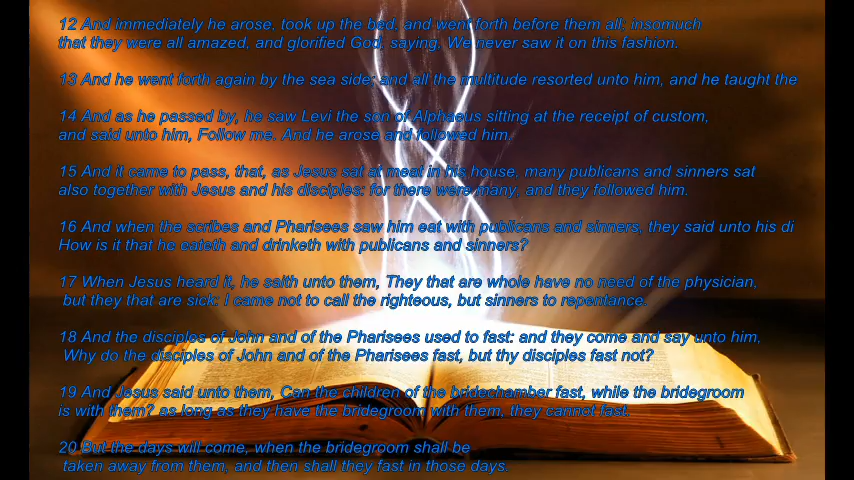 12 And immediately he arose, took up the bed, and went forth before them all; insomuch
that they were all amazed, and glorified God, saying, We never saw it on this fashion.
13 And he went forth again by the sea side; and all the multitude resorted unto him, and he taught the
14 And as he passed by, he saw Levi the son of Alphaeus sitting at the receipt of custom,
and said unto him, Follow me. And he arose and followed him.
15 And it came to pass, that, as Jesus sat at meat in his house, many publicans and sinners sat
also together with Jesus and his disciples: for there were many, and they followed him.
16 And when the scribes and Pharisees saw him eat with publicans and sinners, they said unto his di
How is it that he eateth and drinketh with publicans and sinners?
17 When Jesus heard it, he saith unto them, They that are whole have no need of the physician,
but they that are sick: I came not to call the righteous, but sinners to repentance.
18 And the disciples of John and of the Pharisees used to fast: and they come and say unto him,
Why do the disciples of John and of the Pharisees fast, but thy disciples fast not?
19 And Jesus said unto them, Can the children of the bridechamber fast, while the bridegroom
is with them? as long as they have the bridegroom with them, they cannot fast.
20 But the days will come, when the bridegroom shall be
taken away from them, and then shall they fast in those days.